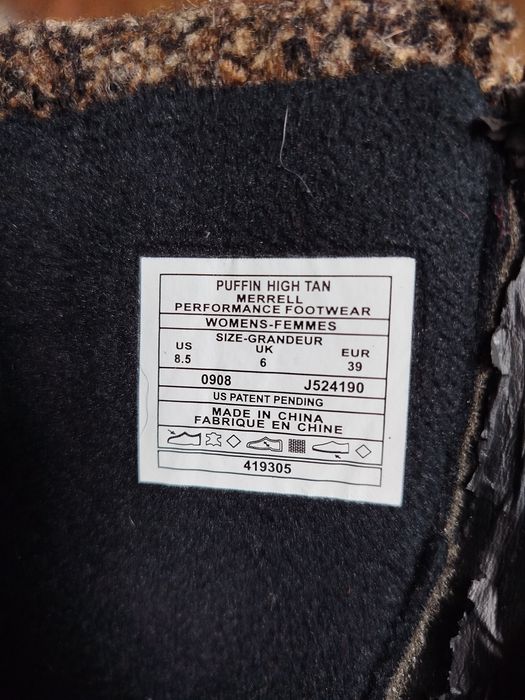 PUFFIN HIGH TAN
MERRELL
PERFORMANCE FOOTWEAR
WOMENS-FEMMES
SIZE-GRANDEUR
US UK EUR
8.5 6 39
0908 J524190
US PATENT PENDING
MADE IN CHINA
FABRIQUE EN CHINE
419305